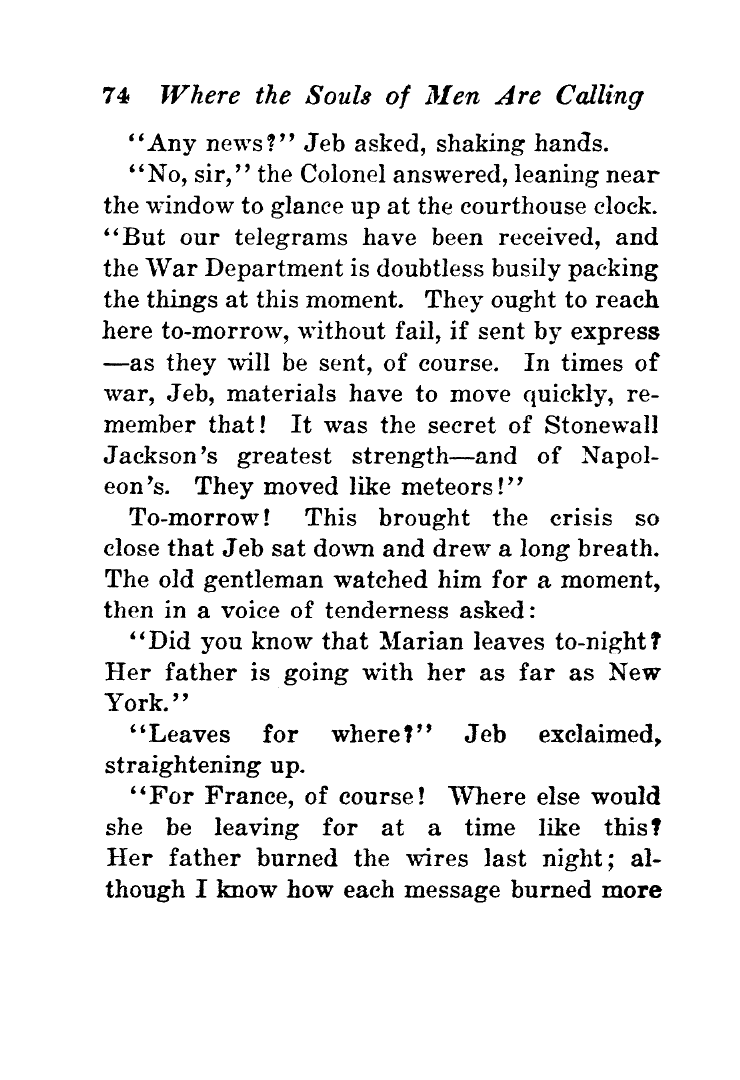 74 Where the Souls of Men Are Calling
“Any news?” Jeb asked, shaking hands.
“No, sir,” the Colonel answered, leaning near
the window to glance up at the courthouse clock.
“But our telegrams have been received, and
the War Department is doubtless busily packing
the things at this moment. They ought to reach
here to-morrow, without fail, if sent by express
—as they will be sent, of course. In times of
war, Jeb, materials have to move quickly, re-
member that! It was the secret of Stonewall
Jackson’s greatest strength—and of Napol-
eon’s. They moved like meteors!”
To-morrow! This brought the crisis so
close that Jeb sat down and drew a long breath.
The old gentleman watched him for a moment,
then in a voice of tenderness asked:
“Did you know that Marian leaves to-night?
Her father is going with her as far as New
York.”
“Leaves for where?” Jeb exclaimed,
straightening up.
“For France, of course! Where else would
she be leaving for at a time like this?
Her father burned the wires last night; al-
though I know how each message burned more